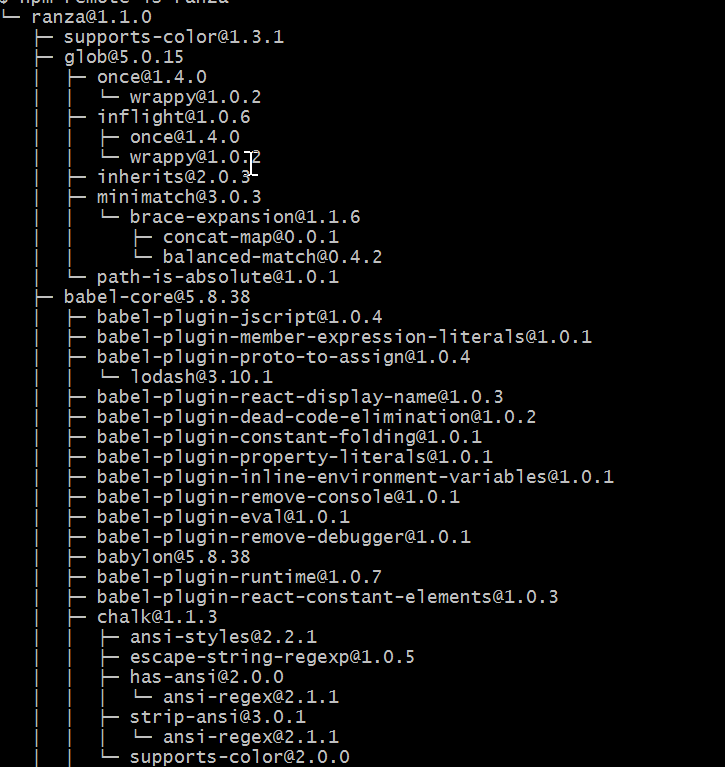 $ npm-remote-ls ranza
└─ ranza@1.1.0
   ├─ supports-color@1.3.1
   ├─ glob@5.0.15
   │  ├─ once@1.4.0
   │  │  └─ wrappy@1.0.2
   │  ├─ inflight@1.0.6
   │  │  ├─ once@1.4.0
   │  │  └─ wrappy@1.0.2
   │  ├─ inherits@2.0.3
   │  ├─ minimatch@3.0.3
   │  │  └─ brace-expansion@1.1.6
   │  │     ├─ concat-map@0.0.1
   │  │     └─ balanced-match@0.4.2
   │  └─ path-is-absolute@1.0.1
   ├─ babel-core@5.8.38
   │  ├─ babel-plugin-jscript@1.0.4
   │  ├─ babel-plugin-member-expression-literals@1.0.1
   │  ├─ babel-plugin-proto-to-assign@1.0.4
   │  │  └─ lodash@3.10.1
   │  ├─ babel-plugin-react-display-name@1.0.3
   │  ├─ babel-plugin-dead-code-elimination@1.0.2
   │  ├─ babel-plugin-constant-folding@1.0.1
   │  ├─ babel-plugin-property-literals@1.0.1
   │  ├─ babel-plugin-inline-environment-variables@1.0.1
   │  ├─ babel-plugin-remove-console@1.0.1
   │  ├─ babel-plugin-eval@1.0.1
   │  ├─ babel-plugin-remove-debugger@1.0.1
   │  ├─ babylon@5.8.38
   │  ├─ babel-plugin-runtime@1.0.7
   │  ├─ babel-plugin-react-constant-elements@1.0.3
   │  ├─ chalk@1.1.3
   │  │  ├─ ansi-styles@2.2.1
   │  │  ├─ escape-string-regexp@1.0.5
   │  │  ├─ has-ansi@2.0.0
   │  │  │  └─ ansi-regex@2.1.1
   │  │  ├─ strip-ansi@3.0.1
   │  │  │  └─ ansi-regex@2.1.1
   │  │  └─ supports-color@2.0.0